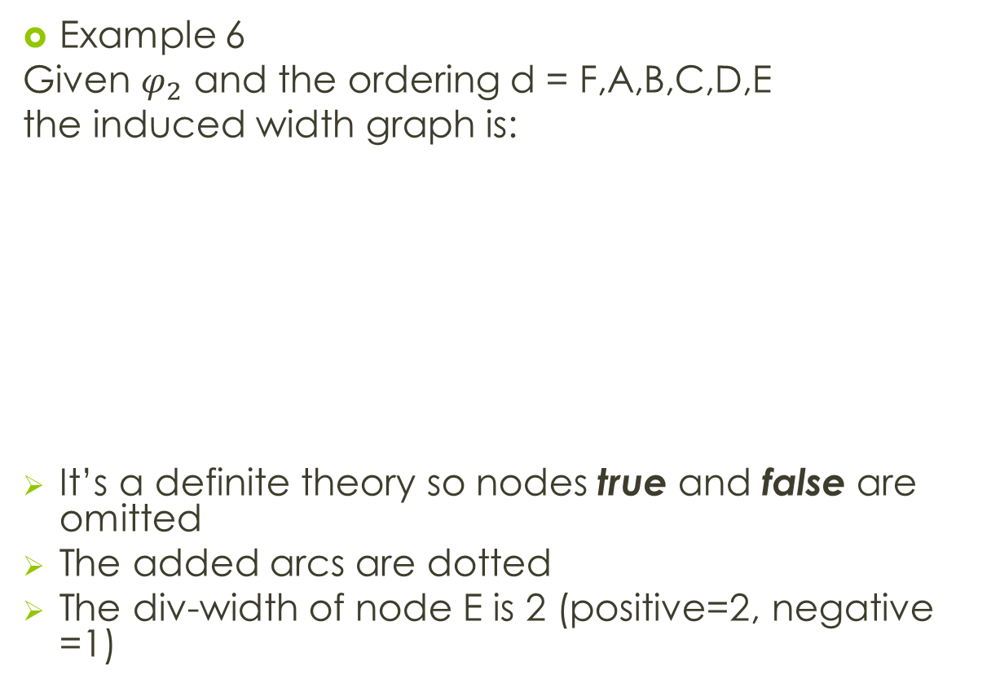 Example 6
Given 𝜑₂ and the ordering d = F,A,B,C,D,E
the induced width graph is:
It’s a definite theory so nodes true and false are
omitted
The added arcs are dotted
The div-width of node E is 2 (positive=2, negative
=1)